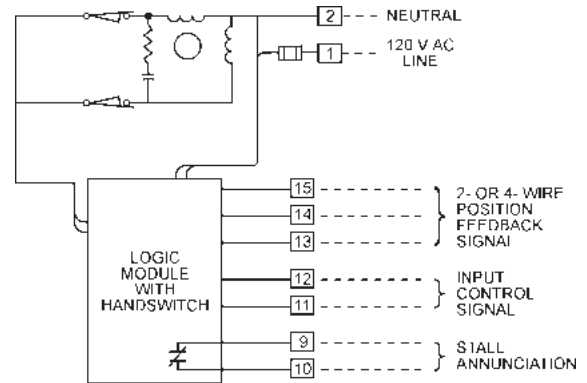 2 NEUTRAL
1 120 V AC
LINE
15
14
13
2- OR 4- WIRE
POSITION
FEEDBACK
SIGNAL
LOGIC
MODULE
WITH
HANDSWITCH
12
11
INPUT
CONTROL
SIGNAL
9
10
STALL
ANNUNCIATION